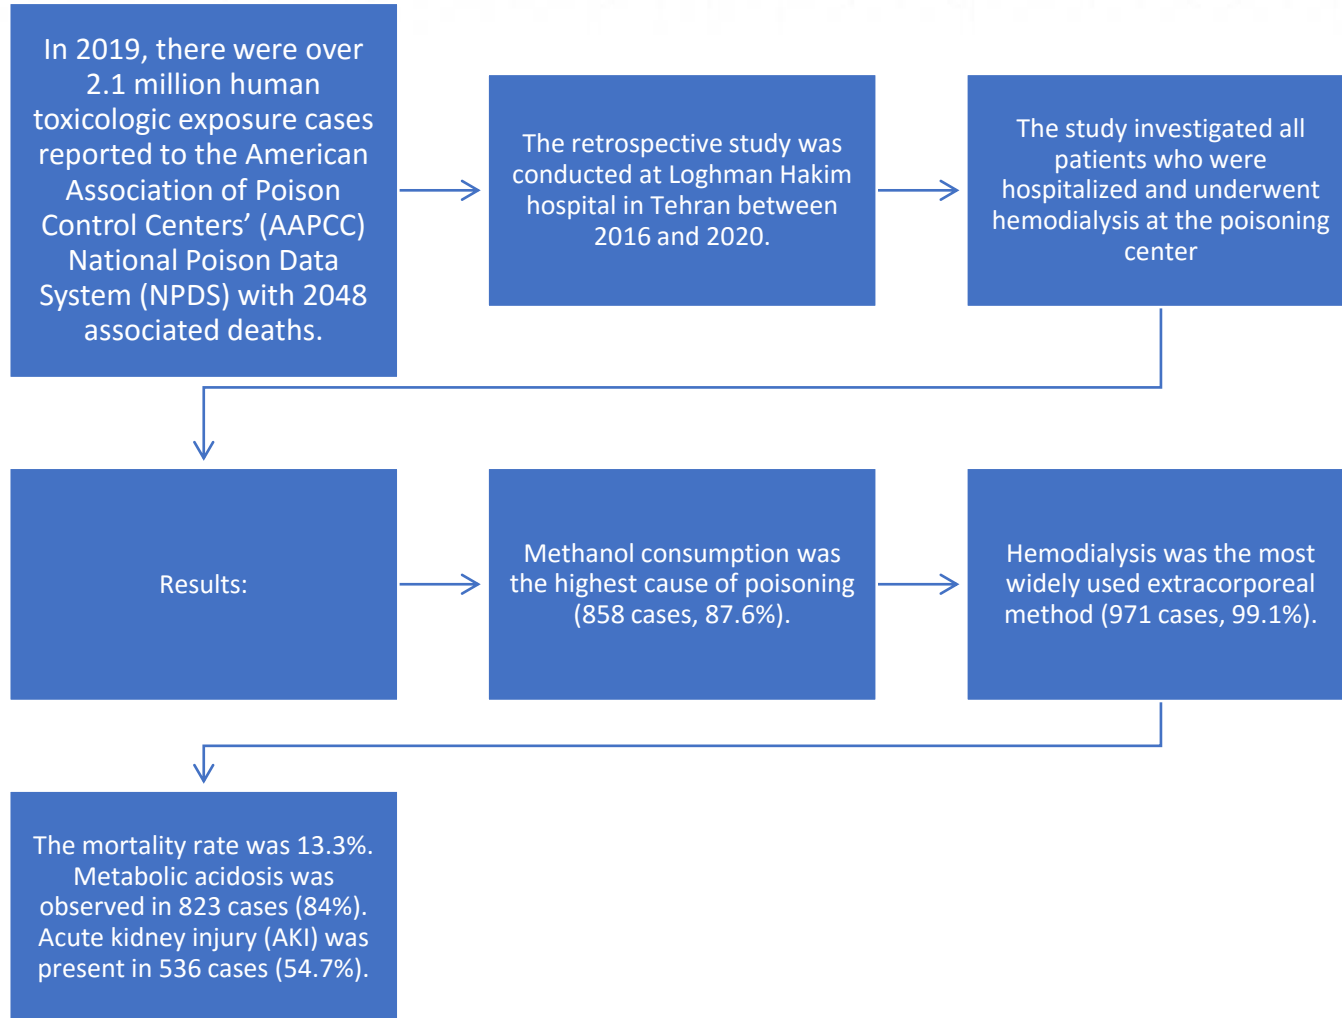 In 2019, there were over
2.1 million human
toxicologic exposure cases
reported to the American
Association of Poison
Control Centers’ (AAPCC)
National Poison Data
System (NPDS) with 2048
associated deaths.
The retrospective study was
conducted at Loghman Hakim
hospital in Tehran between
2016 and 2020.
The study investigated all
patients who were
hospitalized and underwent
hemodialysis at the poisoning
center
Results:
Methanol consumption was
the highest cause of poisoning
(858 cases, 87.6%).
Hemodialysis was the most
widely used extracorporeal
method (971 cases, 99.1%).
The mortality rate was 13.3%.
Metabolic acidosis was
observed in 823 cases (84%).
Acute kidney injury (AKI) was
present in 536 cases (54.7%).